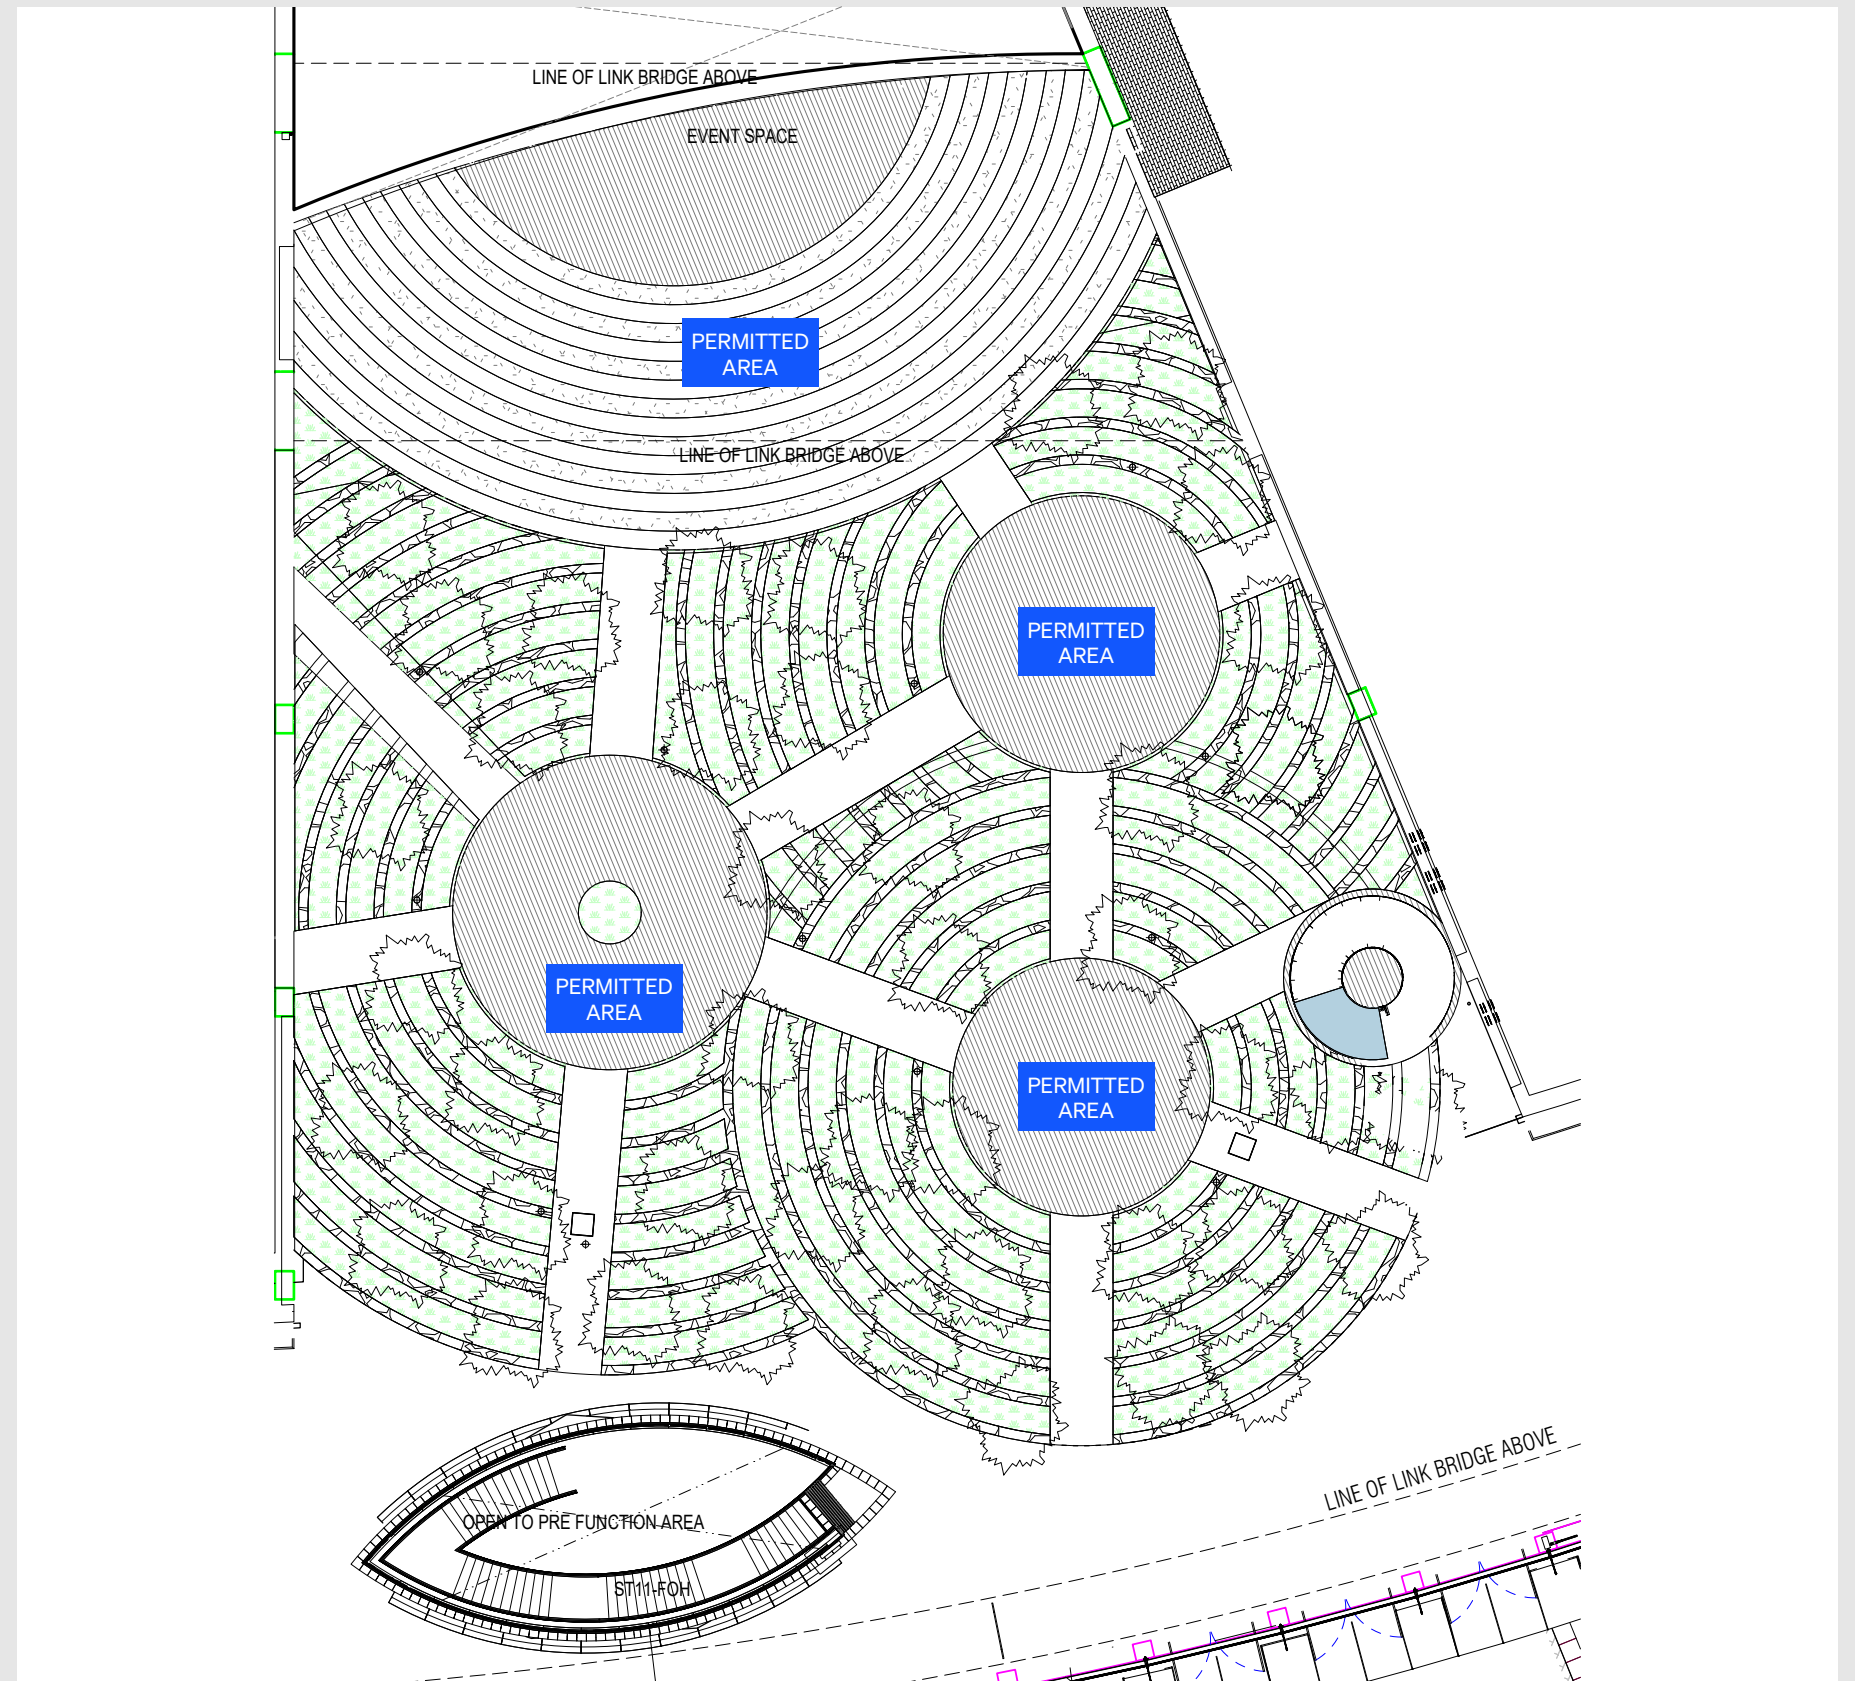 LINE OF LINK BRIDGE ABOVE
EVENT SPACE
PERMITTED
AREA
LINE OF LINK BRIDGE ABOVE
PERMITTED
AREA
PERMITTED
AREA
PERMITTED
AREA
LINE OF LINK BRIDGE ABOVE
OPEN TO PRE FUNCTION AREA
ST11-FOH